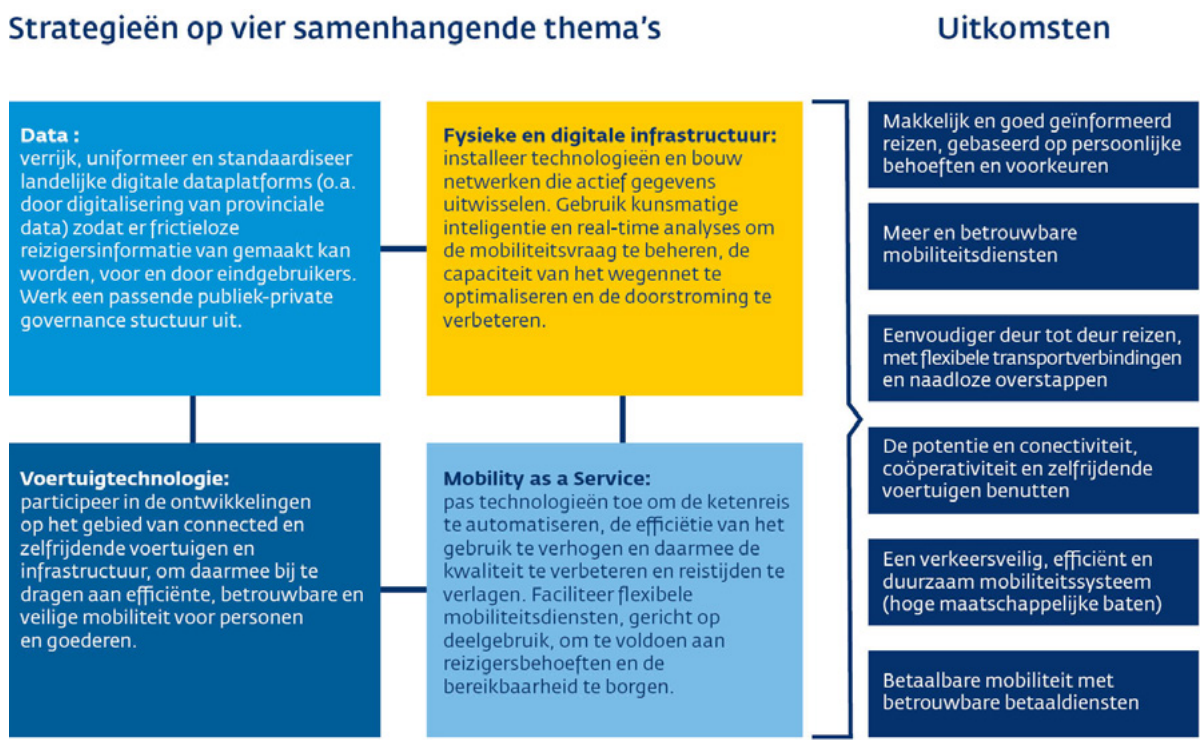 Strategieën op vier samenhangende thema's
Uitkomsten
Data :
verrijk, uniformeer en standaardiseer
landelijke digitale dataplatforms (o.a.
door digitalisering van provinciale
data) zodat er frictieloze
reizigersinformatie van gemaakt kan
worden, voor en door eindgebruikers.
Werk een passende publiek-private
governance stuctuur uit.
Fysieke en digitale infrastructuur:
installeer technologieën en bouw
netwerken die actief gegevens
uitwisselen. Gebruik kunsmatige
inteligentie en real-time analyses om
de mobiliteitsvraag te beheren, de
capaciteit van het wegennet te
optimaliseren en de doorstroming te
verbeteren.
Voertuigtechnologie:
participeer in de ontwikkelingen
op het gebied van connected en
zelfrijdende voertuigen en
infrastructuur, om daarmee bij te
dragen aan efficiënte, betrouwbare en
veilige mobiliteit voor personen
en goederen.
Mobility as a Service:
pas technologieën toe om de ketenreis
te automatiseren, de efficiëtie van het
gebruik te verhogen en daarmee de
kwaliteit te verbeteren en reistijden te
verlagen. Faciliteer flexibele
mobiliteitsdiensten, gericht op
deelgebruik, om te voldoen aan
reizigersbehoeften en de
bereikbaarheid te borgen.
Makkelijk en goed geïnformeerd
reizen, gebaseerd op persoonlijke
behoeften en voorkeuren
Meer en betrouwbare
mobiliteitsdiensten
Eenvoudiger deur tot deur reizen,
met flexibele transportverbindingen
en naadloze overstappen
De potentie en conectiviteit,
coöperativiteit en zelfrijdende
voertuigen benutten
Een verkeersveilig, efficiënt en
duurzaam mobiliteitssysteem
(hoge maatschappelijke baten)
Betaalbare mobiliteit met
betrouwbare betaaldiensten